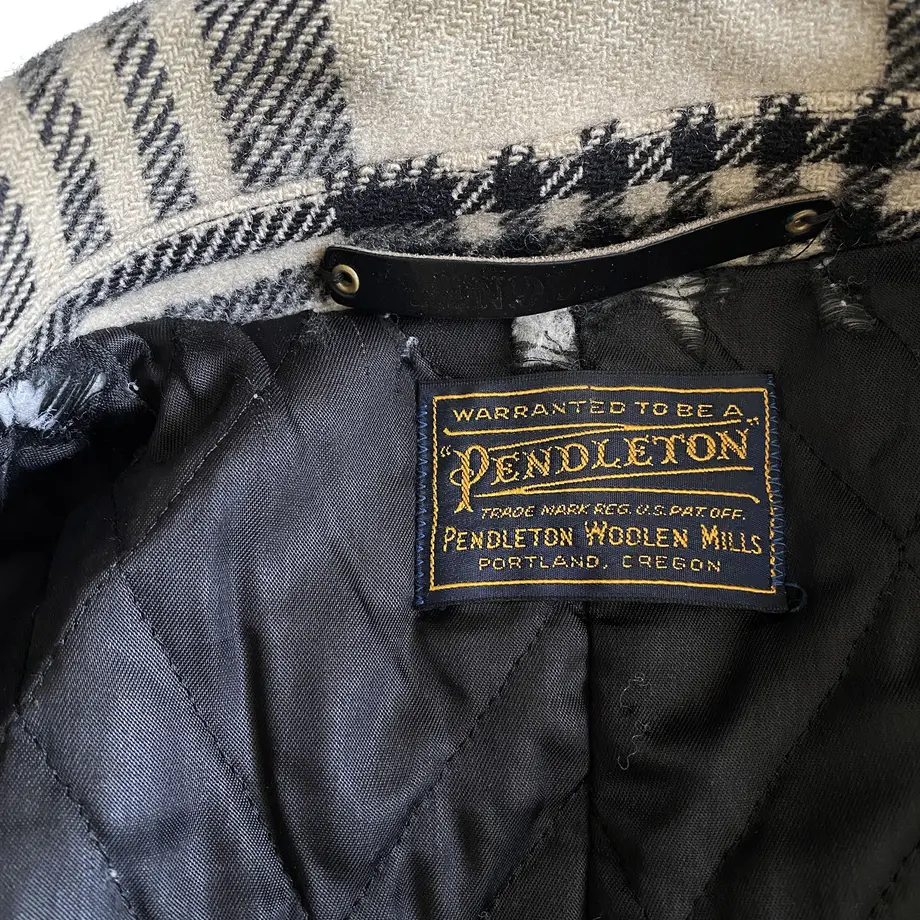 WARRANTED TO BE A
"PENDLETON"
TRADE MARK REG. U.S. PAT. OFF.
PENDLETON WOOLEN MILLS
PORTLAND, OREGON